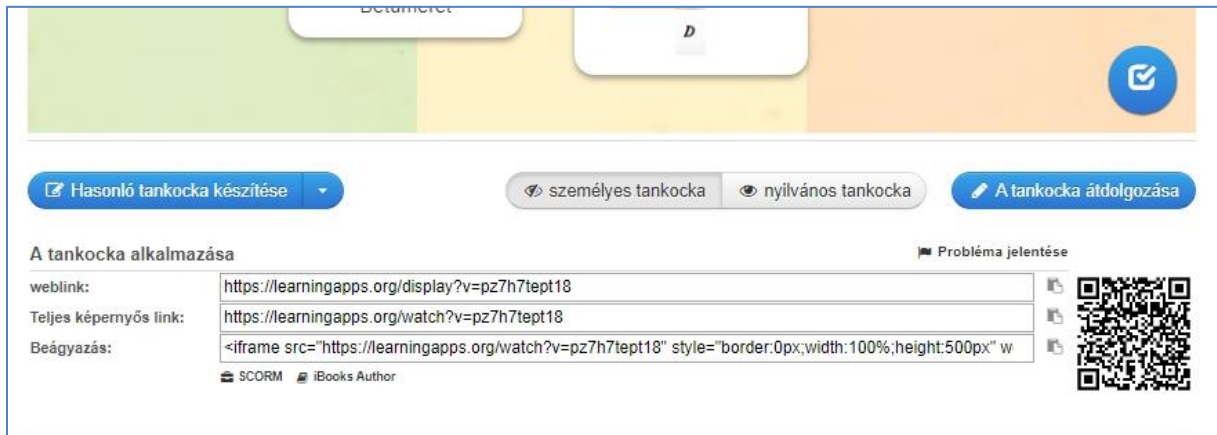 Betűméret
D
Hasonló tankocka készítése
személyes tankocka
nyilvános tankocka
A tankocka átdolgozása
A tankocka alkalmazása
Probléma jelentése
weblink:
https://learningapps.org/display?v=pz7h7tept18
Teljes képernyős link:
https://learningapps.org/watch?v=pz7h7tept18
Beágyazás:
<iframe src="https://learningapps.org/watch?v=pz7h7tept18" style="border:0px;width:100%;height:500px" w
SCORM
iBooks Author